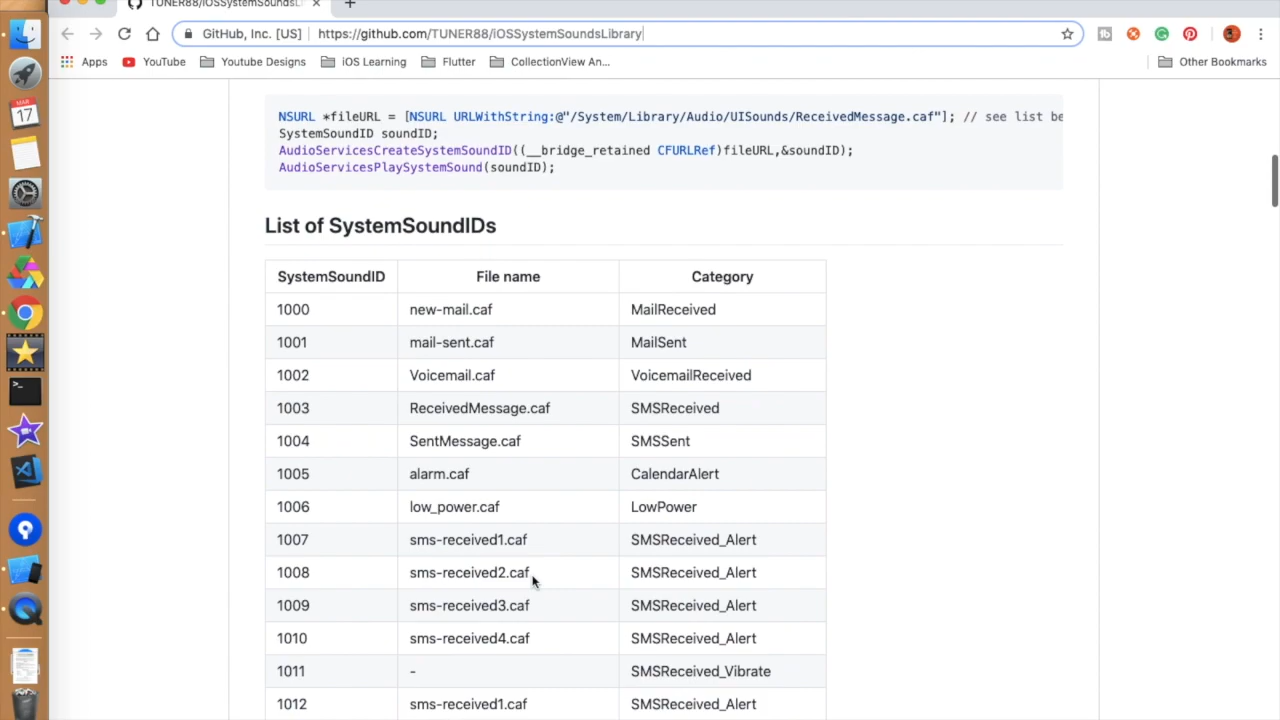 TUNER88/iOSSystemSoundsL
GitHub, Inc. [US] | https://github.com/TUNER88/iOSSystemSoundsLibrary
Apps YouTube Youtube Designs iOS Learning Flutter CollectionView An... Other Bookmarks
MAR
17
NSURL *fileURL = [NSURL URLWithString:@"/System/Library/Audio/UISounds/ReceivedMessage.caf"]; // see list be
SystemSoundID soundID;
AudioServicesCreateSystemSoundID((__bridge_retained CFURLRef)fileURL,&soundID);
AudioServicesPlaySystemSound(soundID);
List of SystemSoundIDs
SystemSoundID File name Category
1000 new-mail.caf MailReceived
1001 mail-sent.caf MailSent
1002 Voicemail.caf VoicemailReceived
1003 ReceivedMessage.caf SMSReceived
1004 SentMessage.caf SMSSent
1005 alarm.caf CalendarAlert
1006 low_power.caf LowPower
1007 sms-received1.caf SMSReceived_Alert
1008 sms-received2.caf SMSReceived_Alert
1009 sms-received3.caf SMSReceived_Alert
1010 sms-received4.caf SMSReceived_Alert
1011 - SMSReceived_Vibrate
1012 sms-received1.caf SMSReceived_Alert